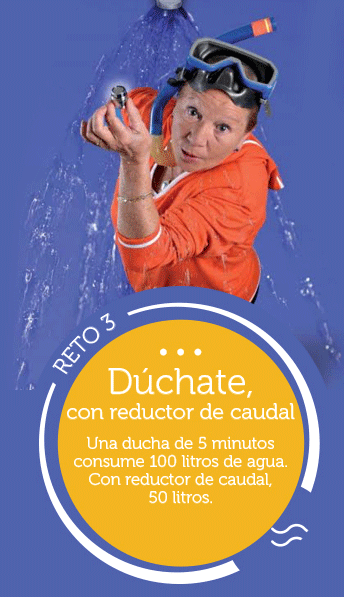 RETO 3
Dúchate,
con reductor de caudal
Una ducha de 5 minutos
consume 100 litros de agua.
Con reductor de caudal,
50 litros.